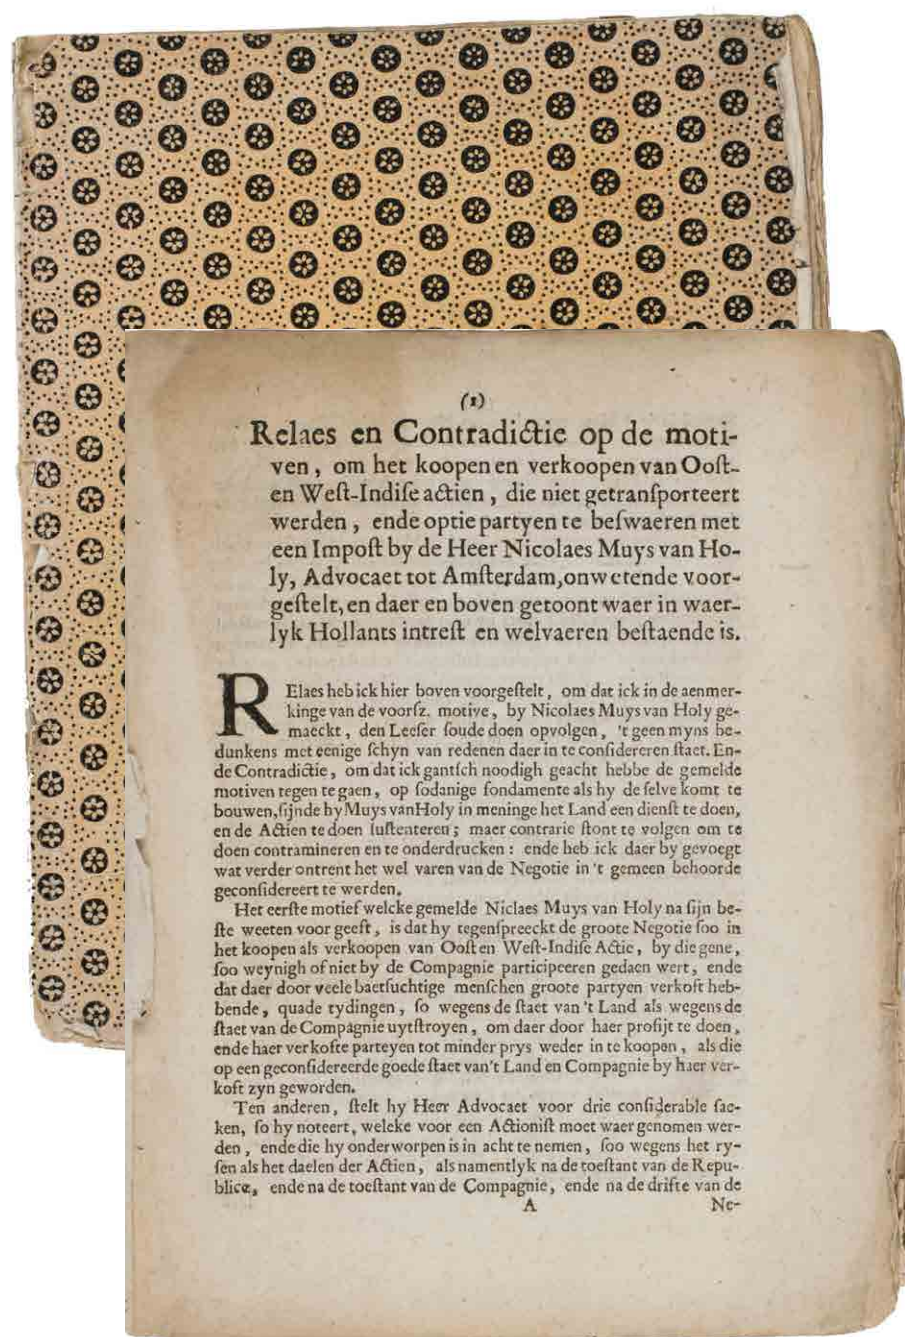 (1)
Relaes en Contradictie op de moti-
ven, om het koopen en verkoopen van Ooſt-
en Weſt-Indiſe actien, die niet getranſporteert
werden, ende optie partyen te beſwaeren met
een Impoſt by de Heer Nicolaes Muys van Ho-
ly, Advocaet tot Amſterdam, onwetende voor-
geſtelt, en daer en boven getoont waer in waer-
lyk Hollants intreſt en welvaeren beſtaende is.
RElaes heb ick hier boven voorgeſtelt, om dat ick in de aenmer-
kinge van de voorſz. motive, by Nicolaes Muys van Holy ge-
maeckt, den Leeſer ſoude doen opvolgen, 't geen myns be-
dunkens met eenige ſchyn van redenen daer in te conſidereren ſtaet. En-
de Contradictie, om dat ick gantſch noodigh geacht hebbe de gemelde
motiven tegen te gaen, op ſodanige fondamente als hy de ſelve komt te
bouwen, ſijnde hy Muys van Holy in meninge het Land een dienſt te doen,
en de Actien te doen ſuſtenteren; maer contrarie ſtont te volgen om te
doen contramineren en te onderdrucken: ende heb ick daer by gevoegt
wat verder ontrent het wel varen van de Negotie in 't gemeen behoorde
geconſidereert te werden.
Het eerſte motief welcke gemelde Niclaes Muys van Holy na ſijn be-
ſte weeten voor geeft, is dat hy tegenſpreeckt de groote Negotie ſoo in
het koopen als verkoopen van Ooſt en Weſt-Indiſe Actie, by die gene,
ſoo weynigh of niet by de Compagnie participeeren gedaen wert, ende
dat daer door veele baetſuchtige menſchen groote partyen verkoft heb-
bende, quade tydingen, ſo wegens de ſtaet van 't Land als wegens de
ſtaet van de Compagnie uytſtroyen, om daer door haer profijt te doen,
ende haer verkofte parteyen tot minder prys weder in te koopen, als die
op een geconſidereerde goede ſtaet van't Land en Compagnie by haer ver-
koft zyn geworden.
Ten anderen, ſtelt hy Heer Advocaet voor drie conſiderable ſae-
ken, ſo hy noteert, welcke voor een Actioniſt moet waer genomen wer-
den, ende die hy onderworpen is in acht te nemen, ſoo wegens het ry-
ſen als het daelen der Actien, als namentlyk na de toeſtant van de Repu-
blice, ende na de toeſtant van de Compagnie, ende na de drifte van de
A Ne-